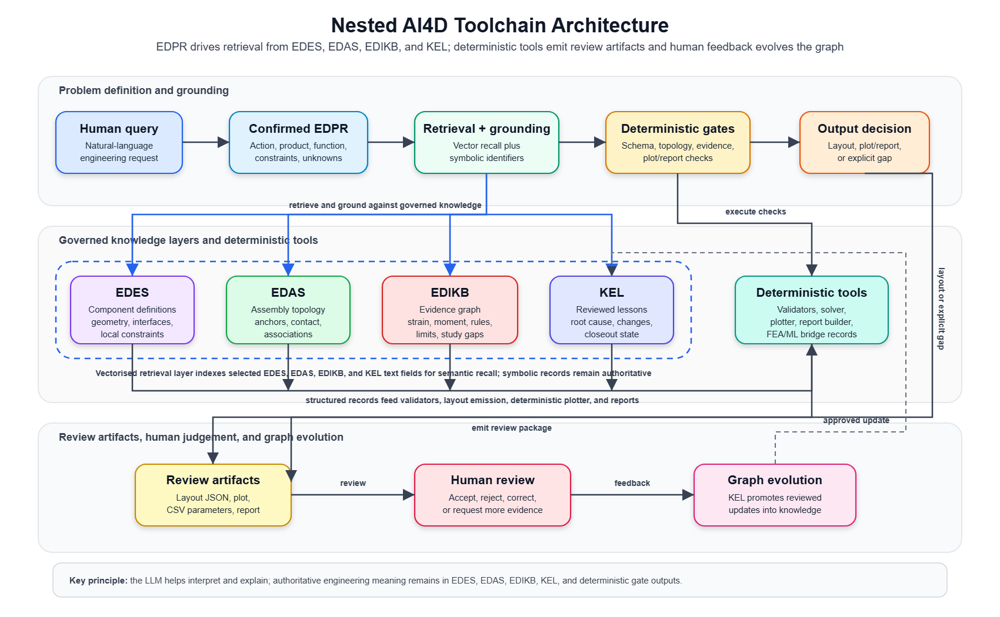 Nested AI4D Toolchain Architecture
EDPR drives retrieval from EDES, EDAS, EDIKB, and KEL; deterministic tools emit review artifacts and human feedback evolves the graph
Problem definition and grounding
Human query
Natural-language
engineering request
Confirmed EDPR
Action, product, function,
constraints, unknowns
Retrieval + grounding
Vector recall plus
symbolic identifiers
Deterministic gates
Schema, topology, evidence,
plot/report checks
Output decision
Layout, plot/report,
or explicit gap
retrieve and ground against governed knowledge
execute checks
Governed knowledge layers and deterministic tools
EDES
Component definitions
geometry, interfaces,
local constraints
EDAS
Assembly topology
anchors, contact,
associations
EDIKB
Evidence graph
strain, moment, rules,
limits, study gaps
KEL
Reviewed lessons
root cause, changes,
closeout state
Deterministic tools
Validators, solver,
plotter, report builder,
FEA/ML bridge records
layout or explicit gap
Vectorised retrieval layer indexes selected EDES, EDAS, EDIKB, and KEL text fields for semantic recall; symbolic records remain authoritative
structured records feed validators, layout emission, deterministic plotter, and reports
approved update
emit review package
Review artifacts, human judgement, and graph evolution
Review artifacts
Layout JSON, plot,
CSV parameters, report
review
Human review
Accept, reject, correct,
or request more evidence
feedback
Graph evolution
KEL promotes reviewed
updates into knowledge
Key principle: the LLM helps interpret and explain; authoritative engineering meaning remains in EDES, EDAS, EDIKB, KEL, and deterministic gate outputs.